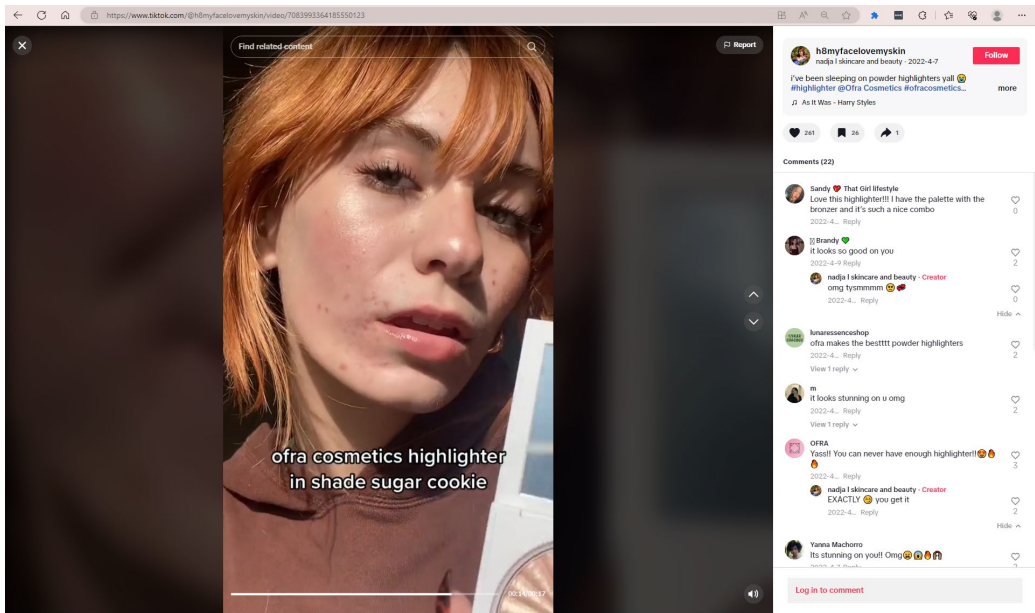 https://www.tiktok.com/@h8myfacelovemyskin/video/7083993364185550123
Find related content
Report
ofra cosmetics highlighter
in shade sugar cookie
00:14/00:17
h8myfacelovemyskin
nadja l skincare and beauty · 2022-4-7
Follow
i've been sleeping on powder highlighters yall 😭
#highlighter @Ofra Cosmetics #ofracosmetics...
more
As It Was - Harry Styles
261
26
1
Comments (22)
Sandy ❤️ That Girl lifestyle
Love this highlighter!!! I have the palette with the
bronzer and it's such a nice combo
2022-4... Reply
0
Brandy 💚
it looks so good on you
2022-4-9 Reply
2
nadja l skincare and beauty · Creator
omg tysmmmm
2022-4... Reply
0
Hide
lunaressenceshop
ofra makes the bestttt powder highlighters
2022-4... Reply
2
View 1 reply
m
it looks stunning on u omg
2022-4... Reply
2
View 1 reply
OFRA
Yass!! You can never have enough highlighter!!😍🔥
🔥
2022-4... Reply
3
nadja l skincare and beauty · Creator
EXACTLY 😏 you get it
2022-4... Reply
2
Hide
Yanna Machorro
Its stunning on you!! Omg
Log in to comment